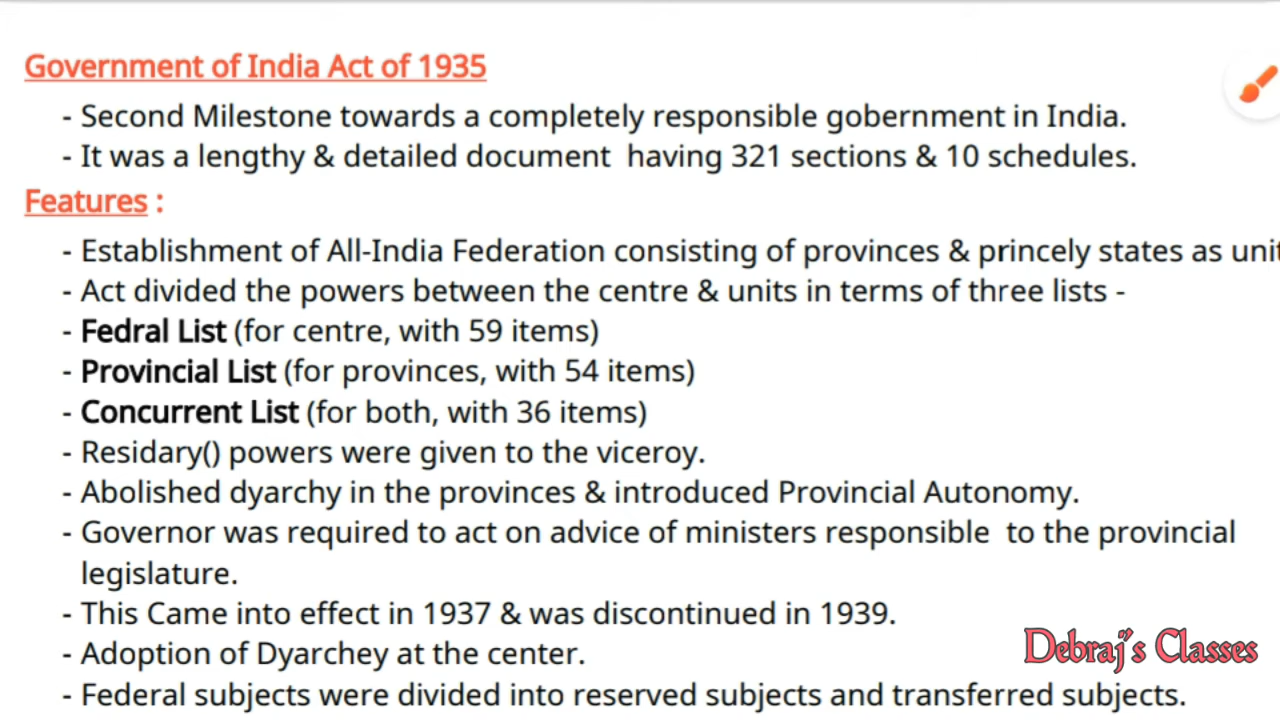 Government of India Act of 1935
- Second Milestone towards a completely responsible gobernment in India.
- It was a lengthy & detailed document having 321 sections & 10 schedules.
Features :
- Establishment of All-India Federation consisting of provinces & princely states as unit
- Act divided the powers between the centre & units in terms of three lists -
- Fedral List (for centre, with 59 items)
- Provincial List (for provinces, with 54 items)
- Concurrent List (for both, with 36 items)
- Residary() powers were given to the viceroy.
- Abolished dyarchy in the provinces & introduced Provincial Autonomy.
- Governor was required to act on advice of ministers responsible to the provincial
legislature.
- This Came into effect in 1937 & was discontinued in 1939.
- Adoption of Dyarchey at the center.
- Federal subjects were divided into reserved subjects and transferred subjects.
Debraj's Classes